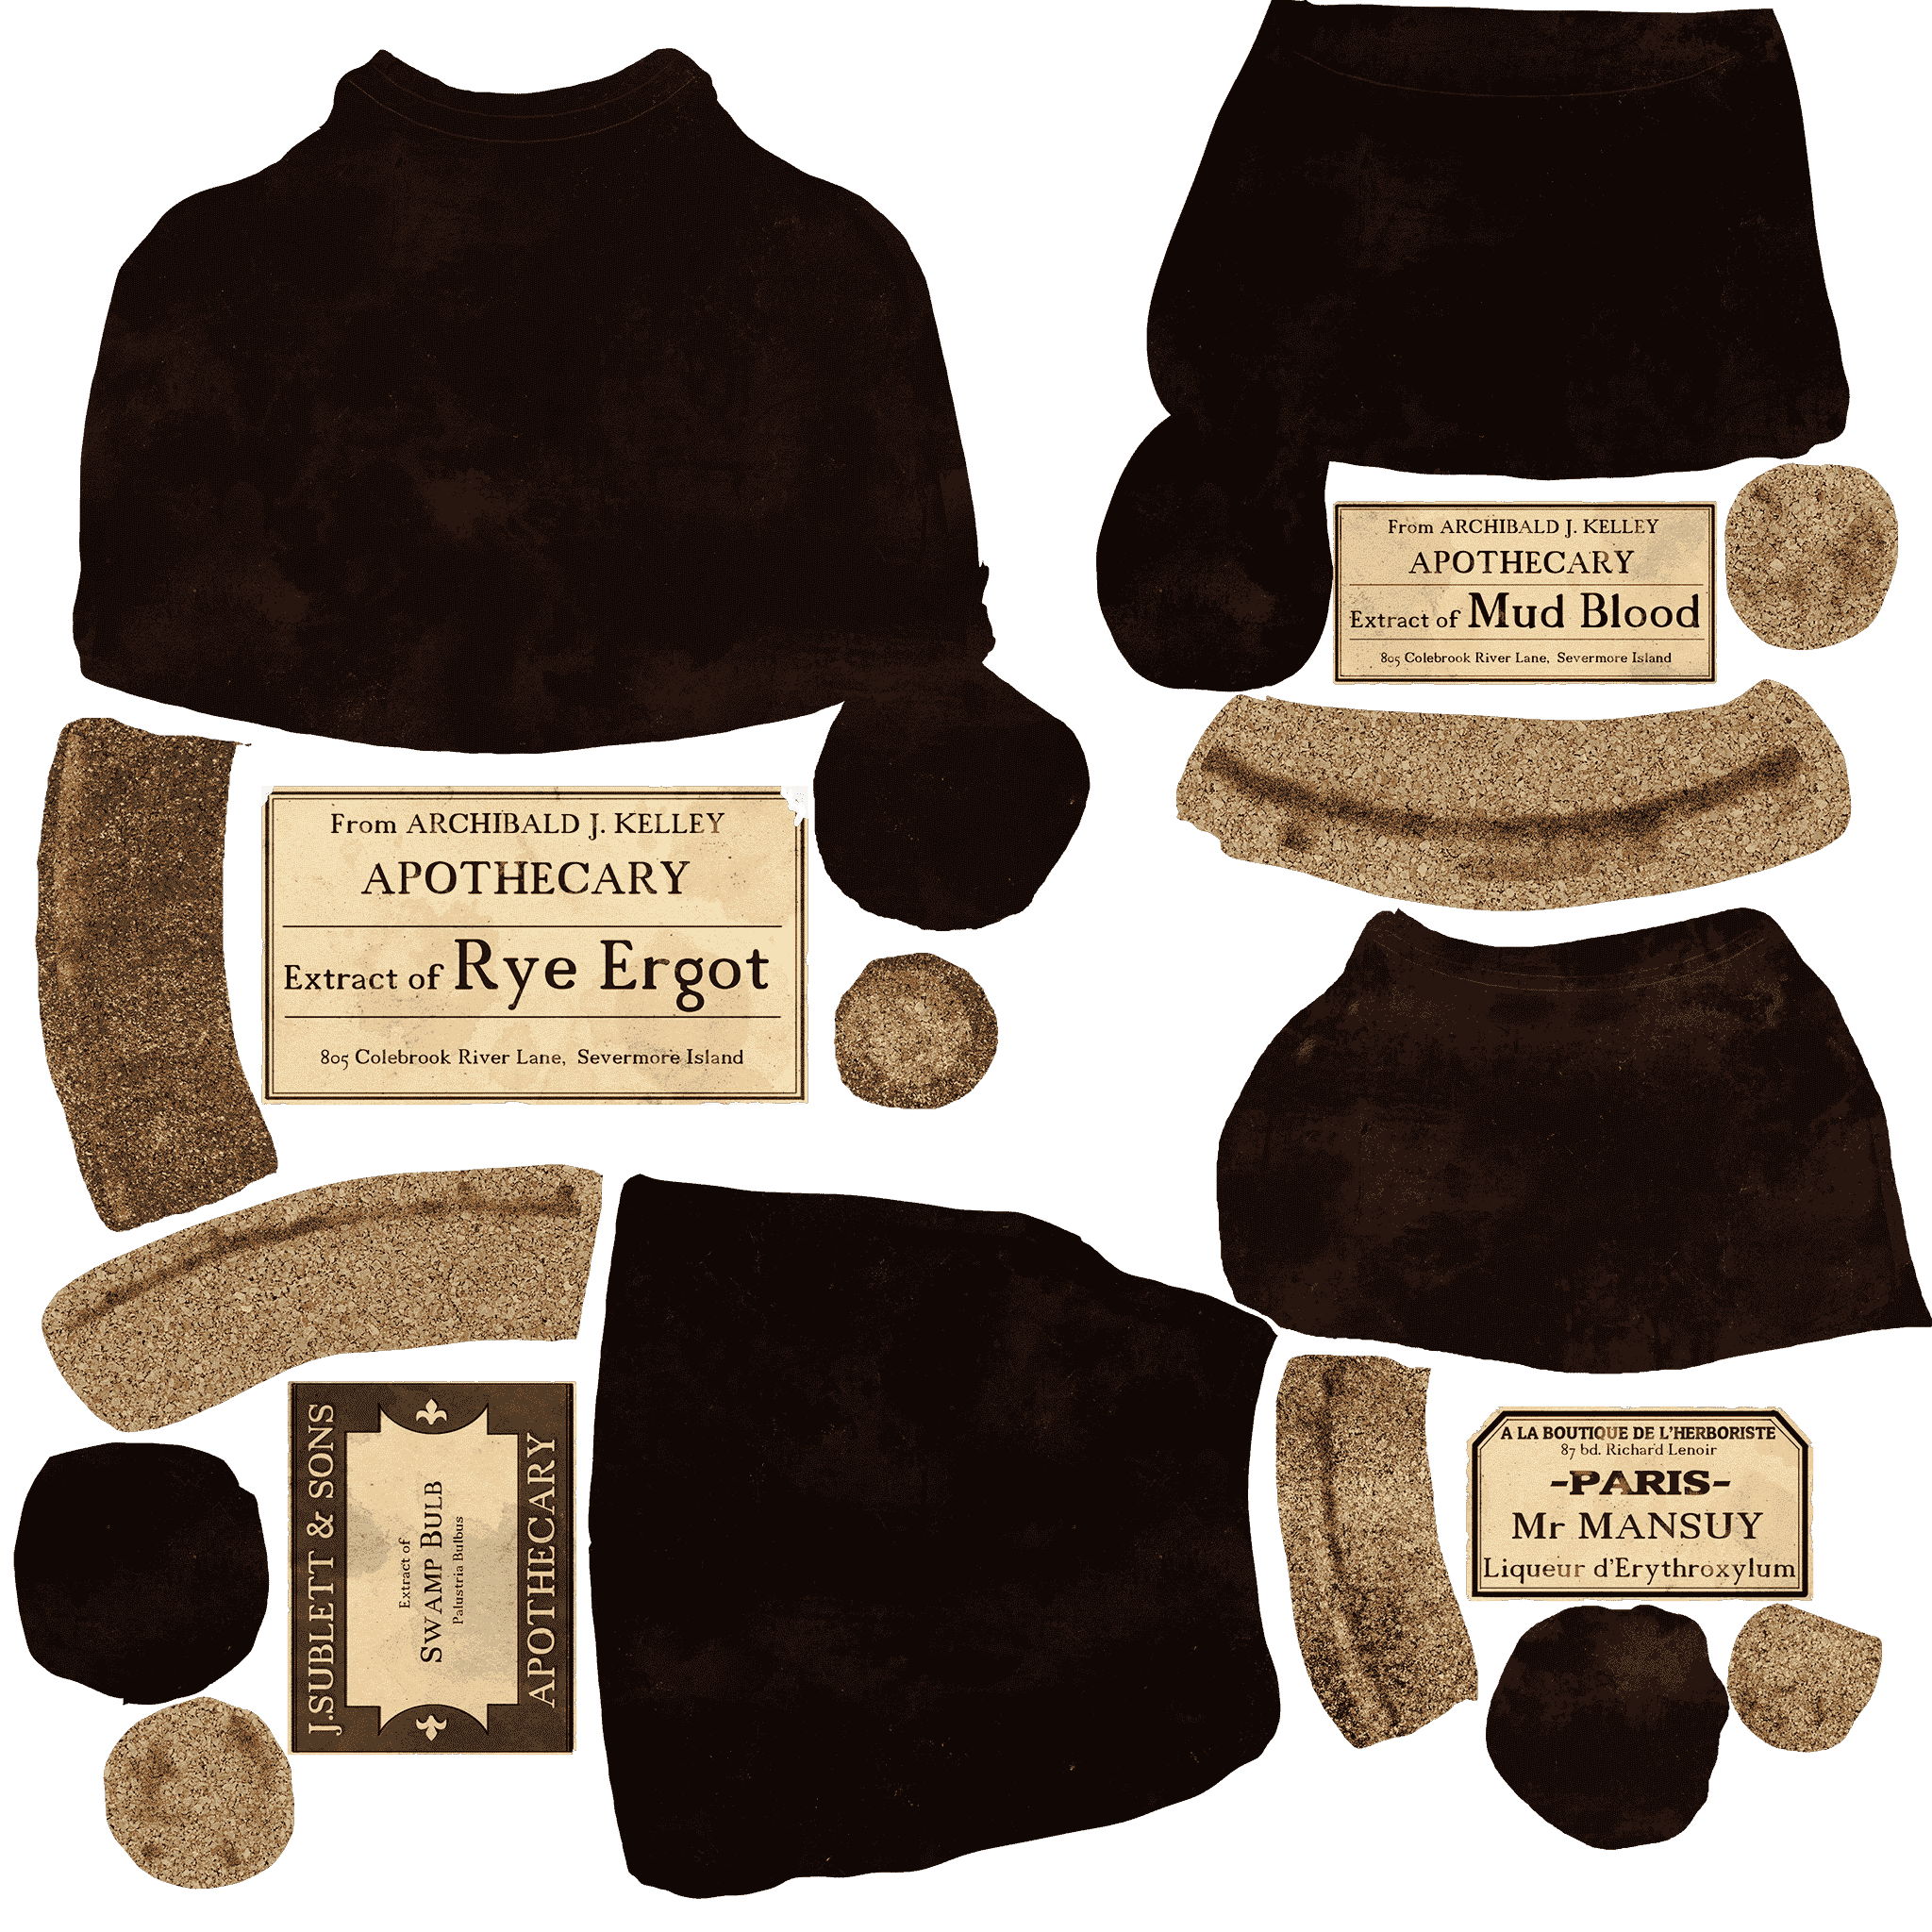 From ARCHIBALD J. KELLEY
APOTHECARY
Extract of Mud Blood
805 Colebrook River Lane, Severmore Island
From ARCHIBALD J. KELLEY
APOTHECARY
Extract of Rye Ergot
805 Colebrook River Lane, Severmore Island
J.SUBLETT & SONS
Extract of
SWAMP BULB
Palustria Bulbus
APOTHECARY
A LA BOUTIQUE DE L'HERBORISTE
87 bd. Richard Lenoir
-PARIS-
Mr MANSUY
Liqueur d'Erythroxylum